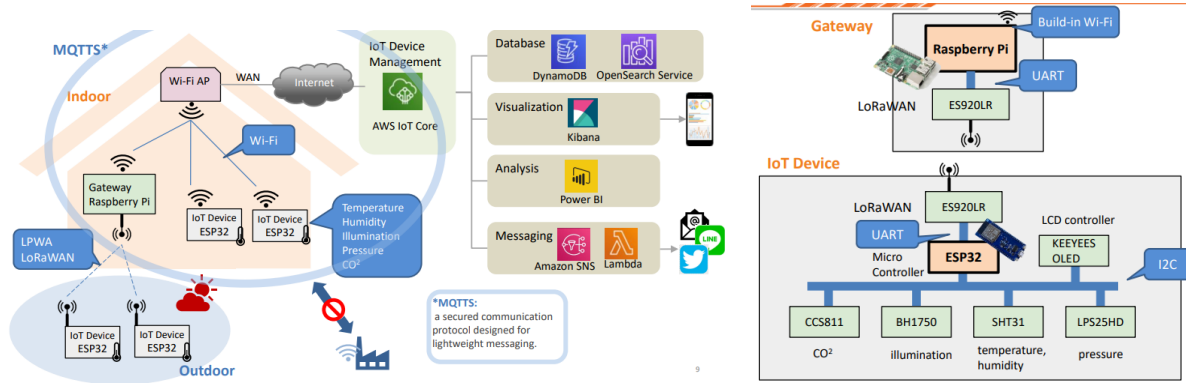 MQTTS*
Indoor
Wi-Fi AP
WAN
Internet
IoT Device
Management
AWS IoT Core
Wi-Fi
Gateway
Raspberry Pi
IoT Device
ESP32
IoT Device
ESP32
Temperature
Humidity
Illumination
Pressure
CO²
LPWA
LoRaWAN
IoT Device
ESP32
IoT Device
ESP32
Outdoor
*MQTTS:
a secured communication
protocol designed for
lightweight messaging.
Database
DynamoDB
OpenSearch Service
Visualization
Kibana
Analysis
Power BI
Messaging
Amazon SNS
Lambda
LINE
9
Gateway
Build-in Wi-Fi
Raspberry Pi
UART
LoRaWAN
ES920LR
IoT Device
LoRaWAN
ES920LR
UART
Micro
Controller
ESP32
LCD controller
KEEYEES
OLED
I2C
CCS811
BH1750
SHT31
LPS25HD
CO²
illumination
temperature,
humidity
pressure